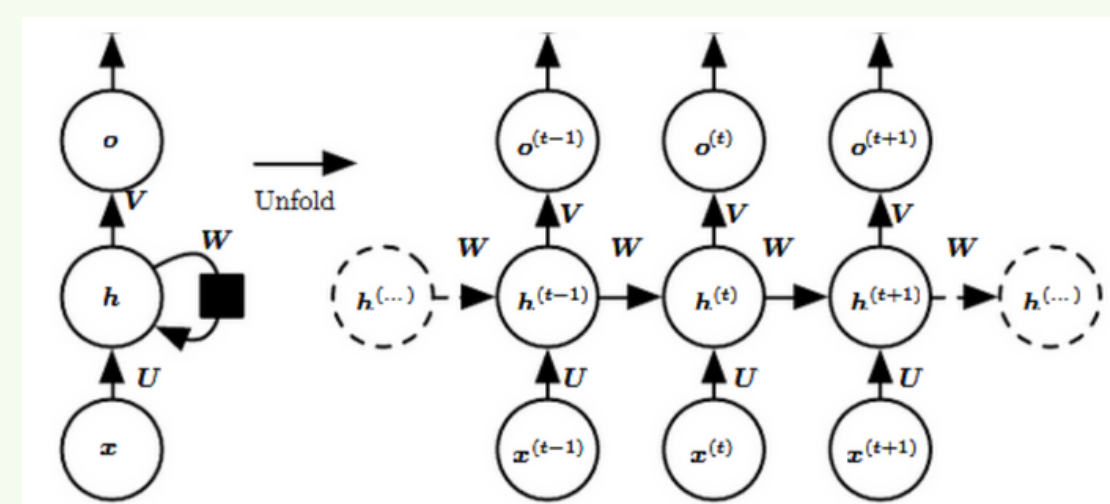 o o^(t−1) o^(t) o^(t+1)
Unfold
V V V V
W W W W W
h h^(...) h^(t−1) h^(t) h^(t+1) h^(...)
U U U U
x x^(t−1) x^(t) x^(t+1)